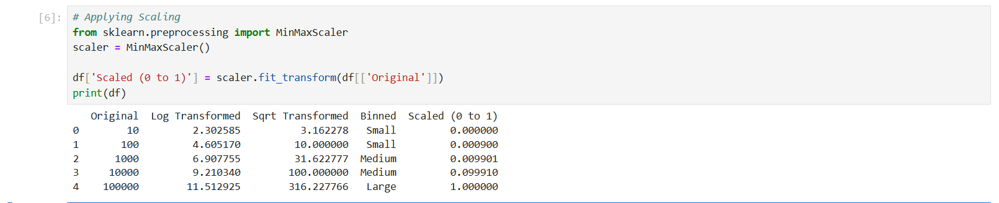 [6]: # Applying Scaling
from sklearn.preprocessing import MinMaxScaler
scaler = MinMaxScaler()
df['Scaled (0 to 1)'] = scaler.fit_transform(df[['Original']])
print(df)
Original Log Transformed Sqrt Transformed Binned Scaled (0 to 1)
0 10 2.302585 3.162278 Small 0.000000
1 100 4.605170 10.000000 Small 0.000900
2 1000 6.907755 31.622777 Medium 0.009901
3 10000 9.210340 100.000000 Medium 0.099910
4 100000 11.512925 316.227766 Large 1.000000